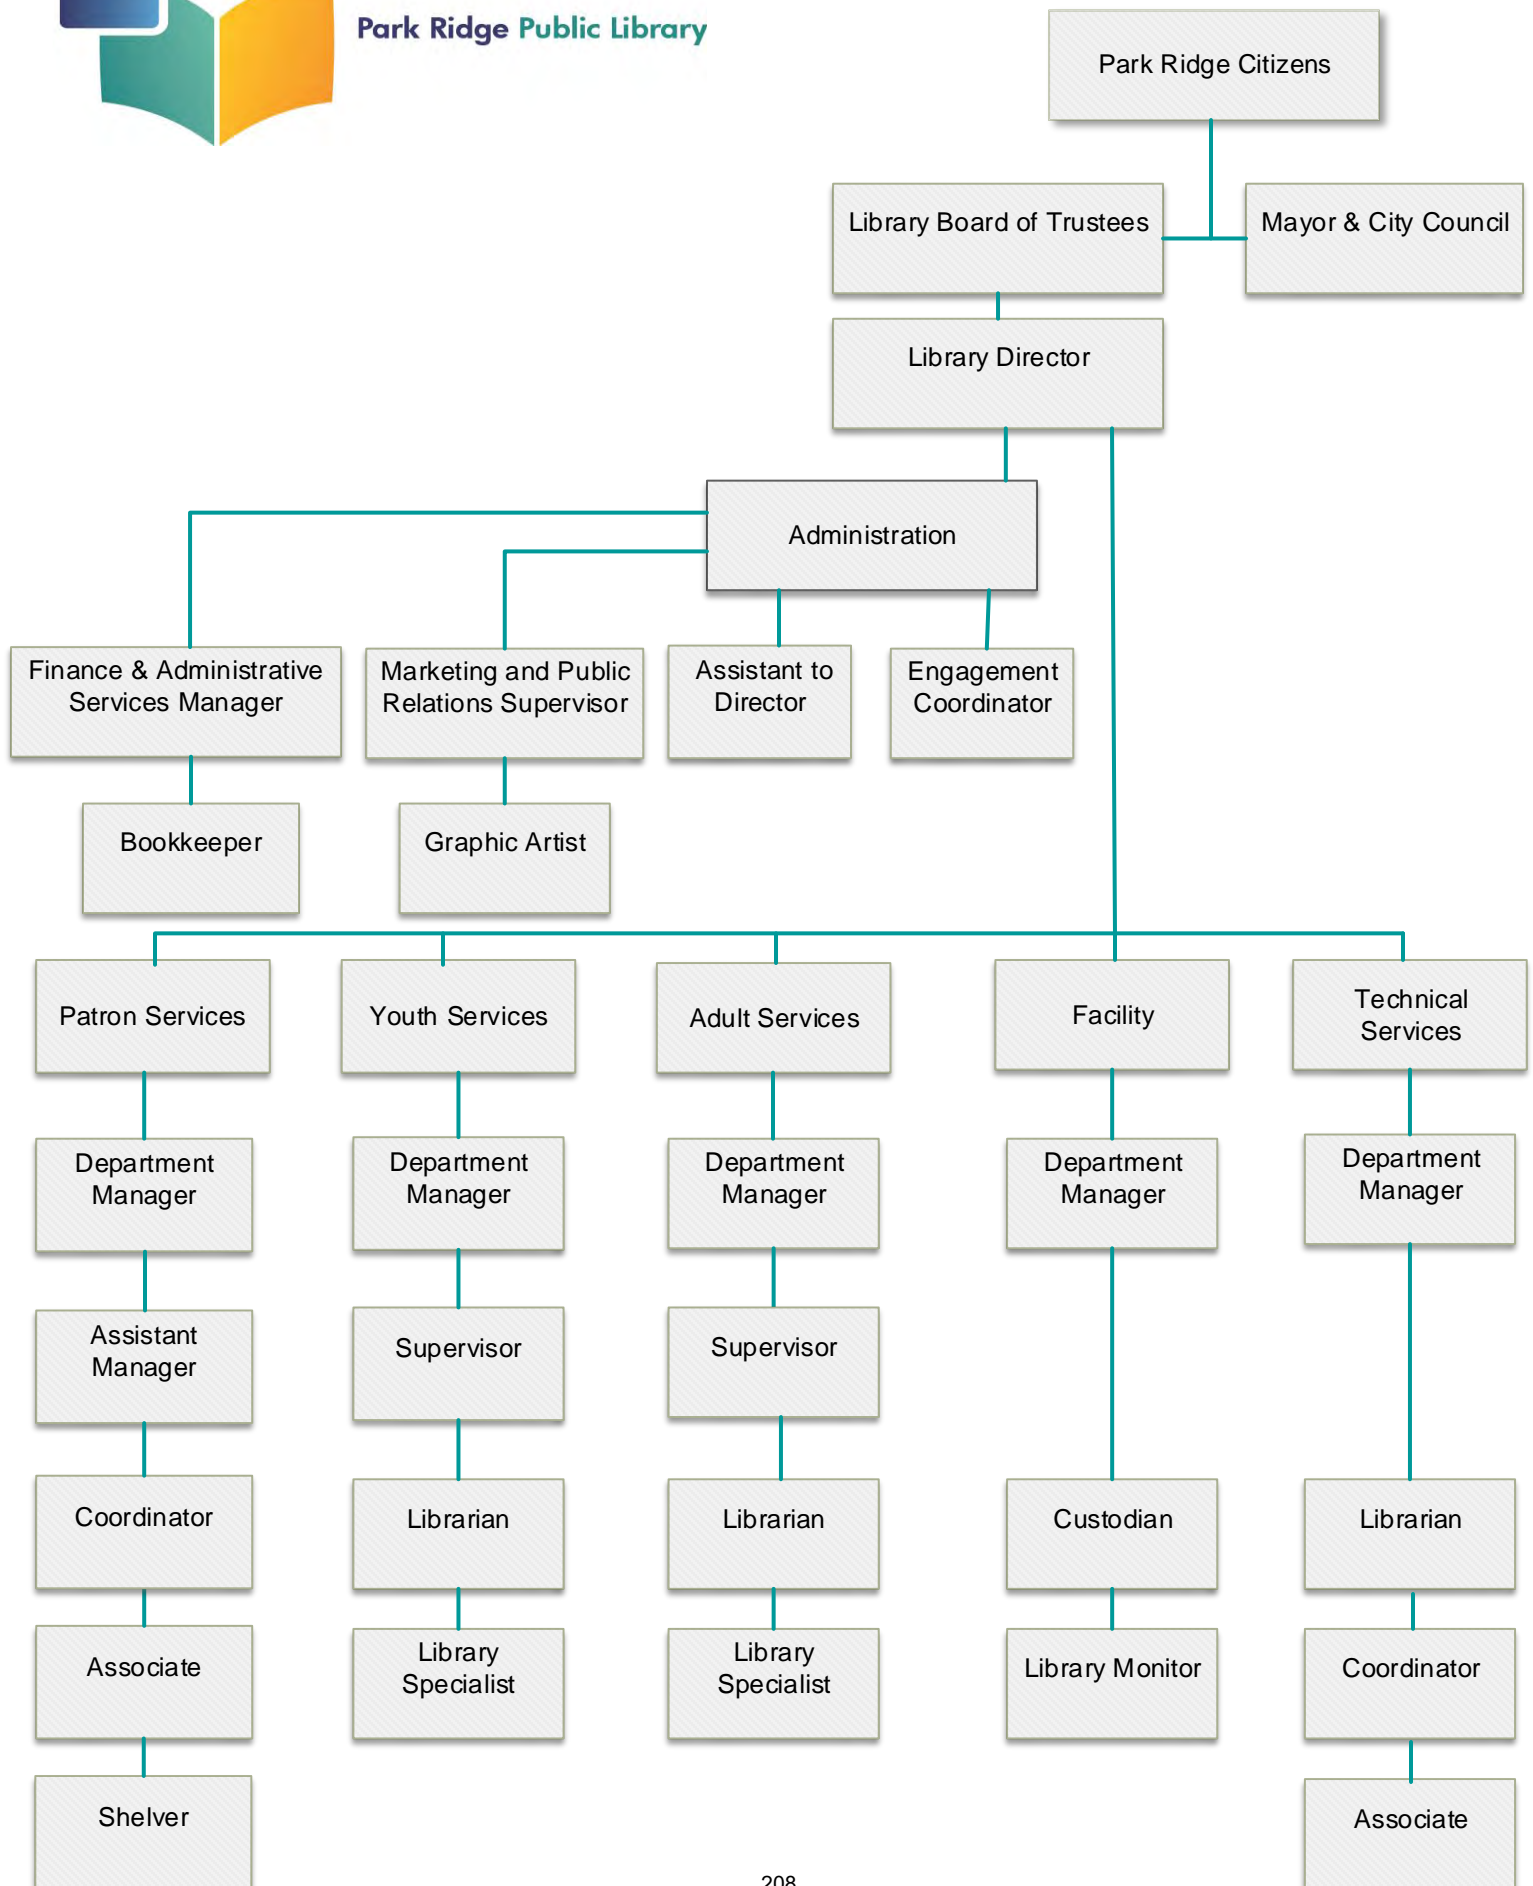 Park Ridge Public Library
Park Ridge Citizens
Library Board of Trustees
Mayor & City Council
Library Director
Administration
Finance & Administrative
Services Manager
Marketing and Public
Relations Supervisor
Assistant to
Director
Engagement
Coordinator
Bookkeeper
Graphic Artist
Patron Services
Youth Services
Adult Services
Facility
Technical
Services
Department
Manager
Department
Manager
Department
Manager
Department
Manager
Department
Manager
Assistant
Manager
Supervisor
Supervisor
Coordinator
Librarian
Librarian
Custodian
Librarian
Associate
Library
Specialist
Library
Specialist
Library Monitor
Coordinator
Shelver
Associate
208